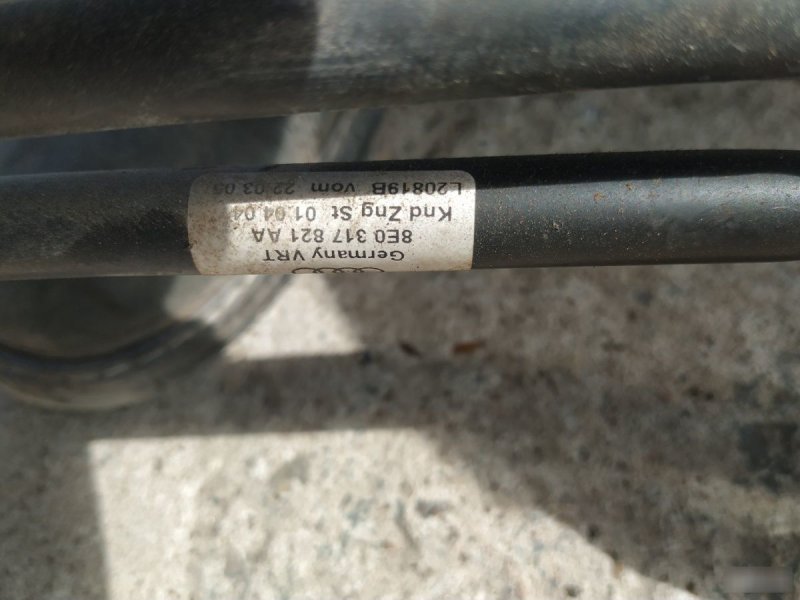 Germany VRT
8E0 317 821 AA
Knd Zng St 01 04 04
L20819B vom 22 03 05